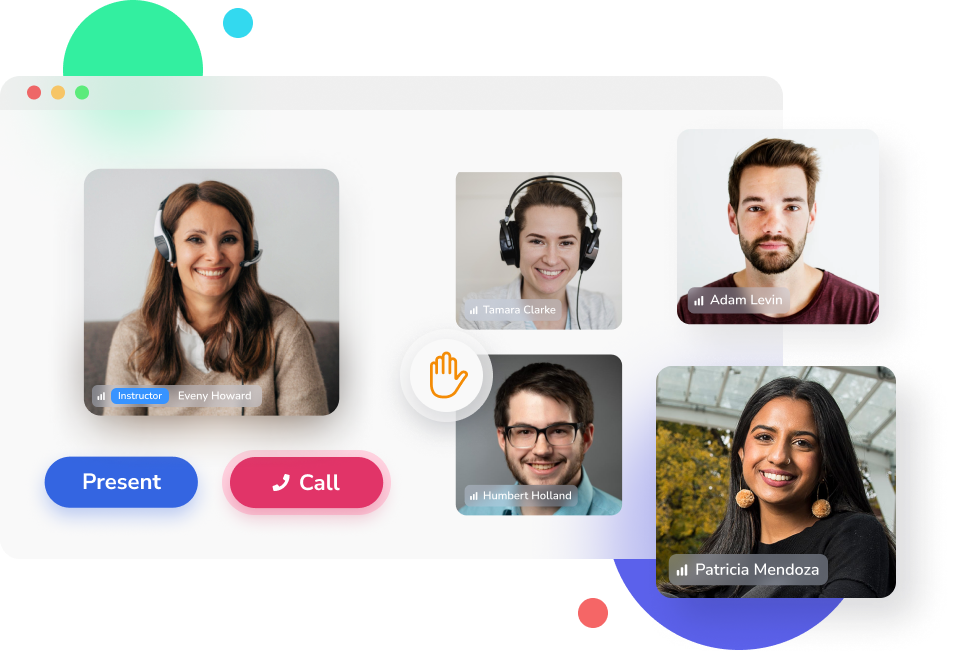 Tamara Clarke
Adam Levin
Instructor Eveny Howard
Present
Call
Humbert Holland
Patricia Mendoza